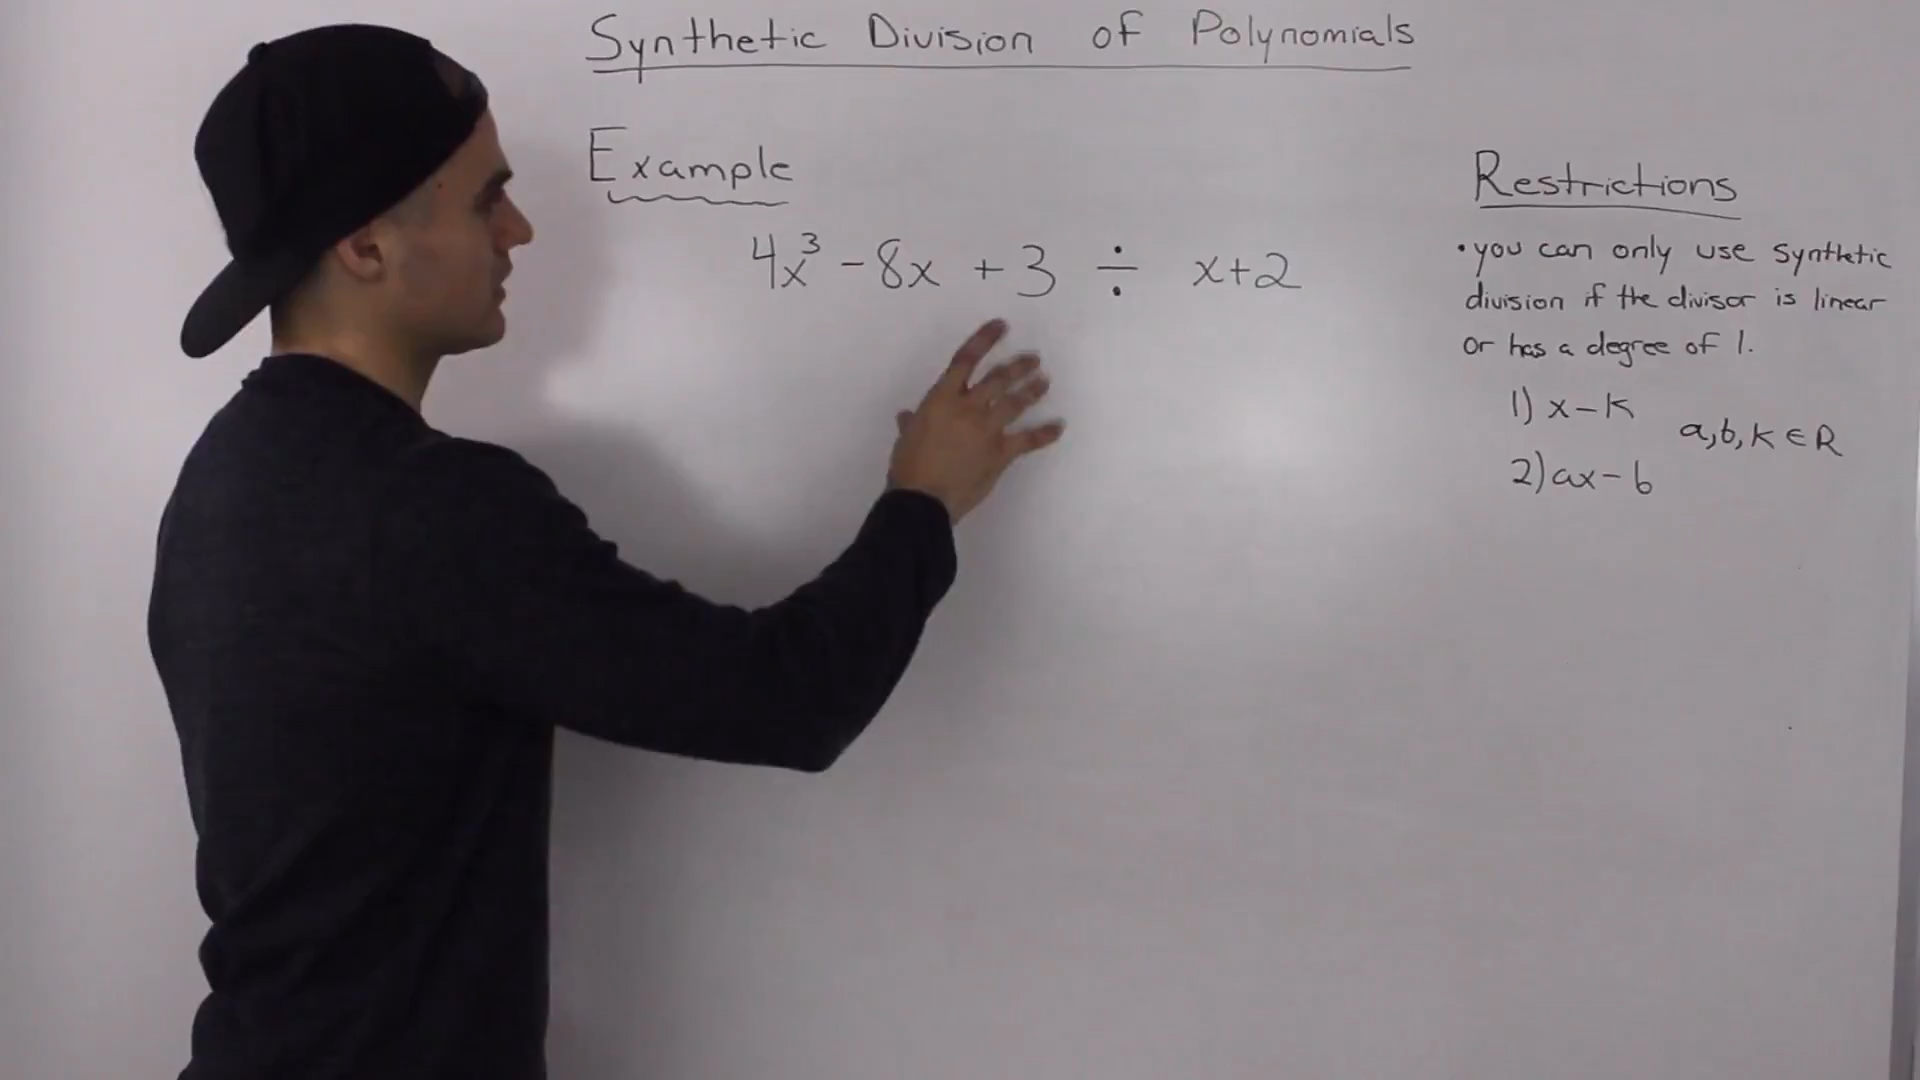 Synthetic Division of Polynomials
Example
4x³ - 8x + 3 ÷ x+2
Restrictions
• you can only use synthetic
division if the divisor is linear
or has a degree of 1.
1) x - K
a, b, K ∈ R
2) ax - b